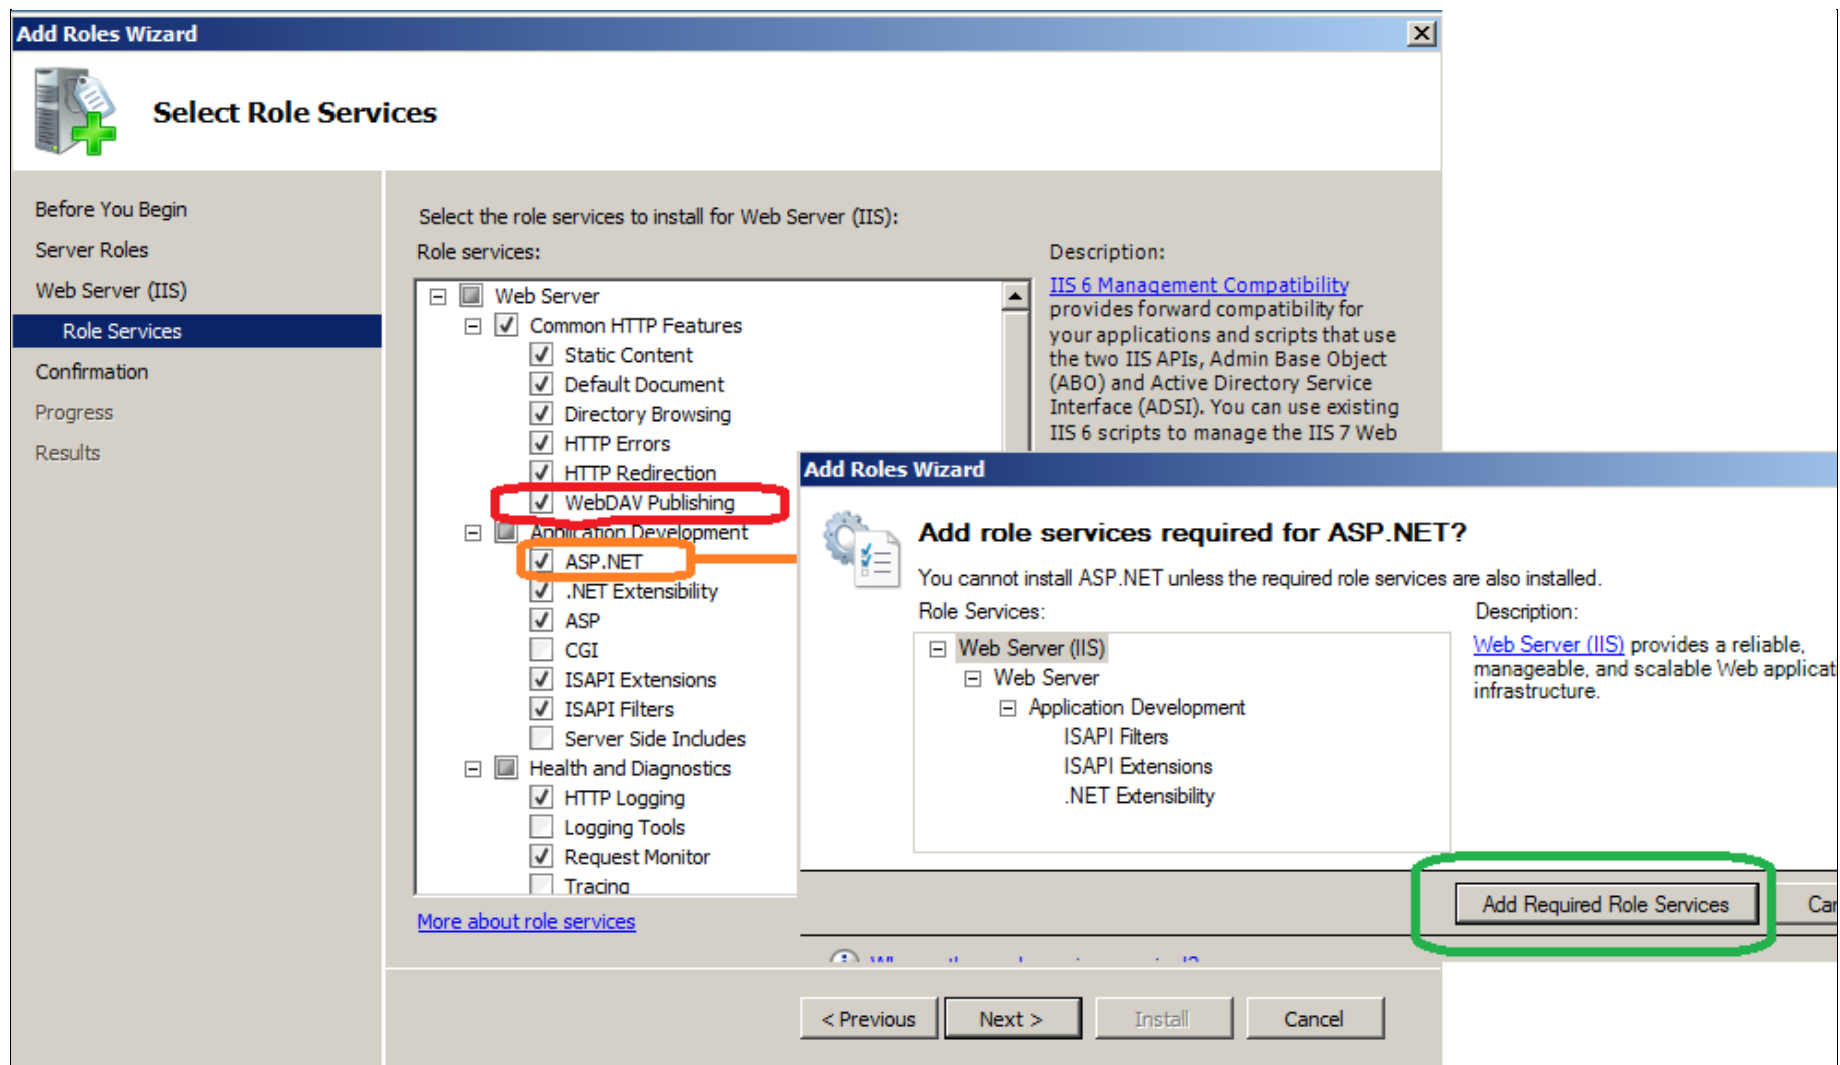 Add Roles Wizard
Select Role Services
Before You Begin
Server Roles
Web Server (IIS)
Role Services
Confirmation
Progress
Results
Select the role services to install for Web Server (IIS):
Role services:
Web Server
Common HTTP Features
Static Content
Default Document
Directory Browsing
HTTP Errors
HTTP Redirection
WebDAV Publishing
Application Development
ASP.NET
.NET Extensibility
ASP
CGI
ISAPI Extensions
ISAPI Filters
Server Side Includes
Health and Diagnostics
HTTP Logging
Logging Tools
Request Monitor
Tracing
More about role services
Description:
IIS 6 Management Compatibility
provides forward compatibility for
your applications and scripts that use
the two IIS APIs, Admin Base Object
(ABO) and Active Directory Service
Interface (ADSI). You can use existing
IIS 6 scripts to manage the IIS 7 Web
Add Roles Wizard
Add role services required for ASP.NET?
You cannot install ASP.NET unless the required role services are also installed.
Role Services:
Web Server (IIS)
Web Server
Application Development
ISAPI Filters
ISAPI Extensions
.NET Extensibility
Description:
Web Server (IIS) provides a reliable,
manageable, and scalable Web applicat
infrastructure.
Add Required Role Services
Can
< Previous
Next >
Install
Cancel